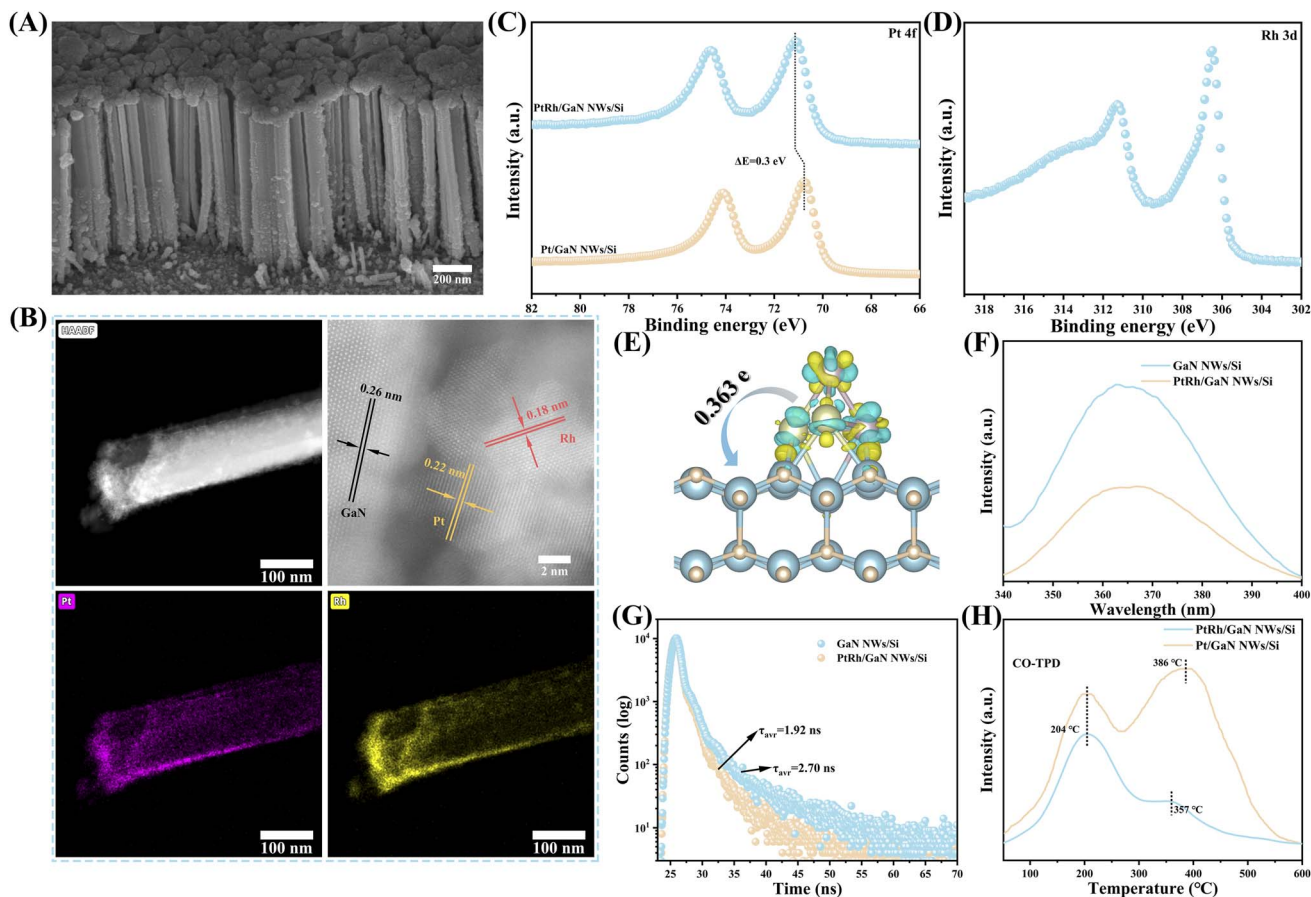 (A)
200 nm
(B)
HAADF
100 nm
0.26 nm
GaN
0.22 nm
Pt
0.18 nm
Rh
2 nm
Pt
100 nm
Rh
100 nm
(C)
Pt 4f
PtRh/GaN NWs/Si
ΔE=0.3 eV
Pt/GaN NWs/Si
Intensity (a.u.)
82 80 78 76 74 72 70 68 66
Binding energy (eV)
(D)
Rh 3d
Intensity (a.u.)
318 316 314 312 310 308 306 304 302
Binding energy (eV)
(E)
0.363 e
(F)
GaN NWs/Si
PtRh/GaN NWs/Si
Intensity (a.u.)
340 350 360 370 380 390 400
Wavelength (nm)
(G)
GaN NWs/Si
PtRh/GaN NWs/Si
τavr=1.92 ns
τavr=2.70 ns
Counts (log)
10⁴
10³
10²
10¹
25 30 35 40 45 50 55 60 65 70
Time (ns)
(H)
PtRh/GaN NWs/Si
Pt/GaN NWs/Si
CO-TPD
386 °C
204 °C
357 °C
Intensity (a.u.)
100 200 300 400 500 600
Temperature (°C)